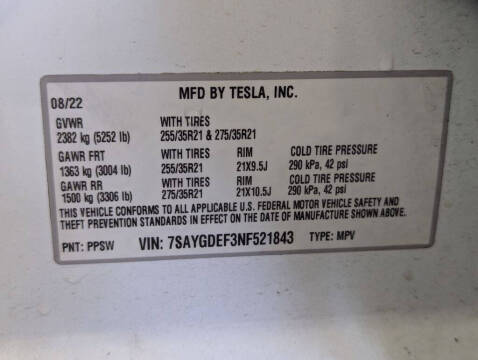 MFD BY TESLA, INC.
08/22
GVWR WITH TIRES
2382 kg (5252 lb) 255/35R21 & 275/35R21
GAWR FRT WITH TIRES RIM COLD TIRE PRESSURE
1363 kg (3004 lb) 255/35R21 21X9.5J 290 kPa, 42 psi
GAWR RR WITH TIRES RIM COLD TIRE PRESSURE
1500 kg (3306 lb) 275/35R21 21X10.5J 290 kPa, 42 psi
THIS VEHICLE CONFORMS TO ALL APPLICABLE U.S. FEDERAL MOTOR VEHICLE SAFETY AND
THEFT PREVENTION STANDARDS IN EFFECT ON THE DATE OF MANUFACTURE SHOWN ABOVE.
PNT: PPSW VIN: 7SAYGDEF3NF521843 TYPE: MPV